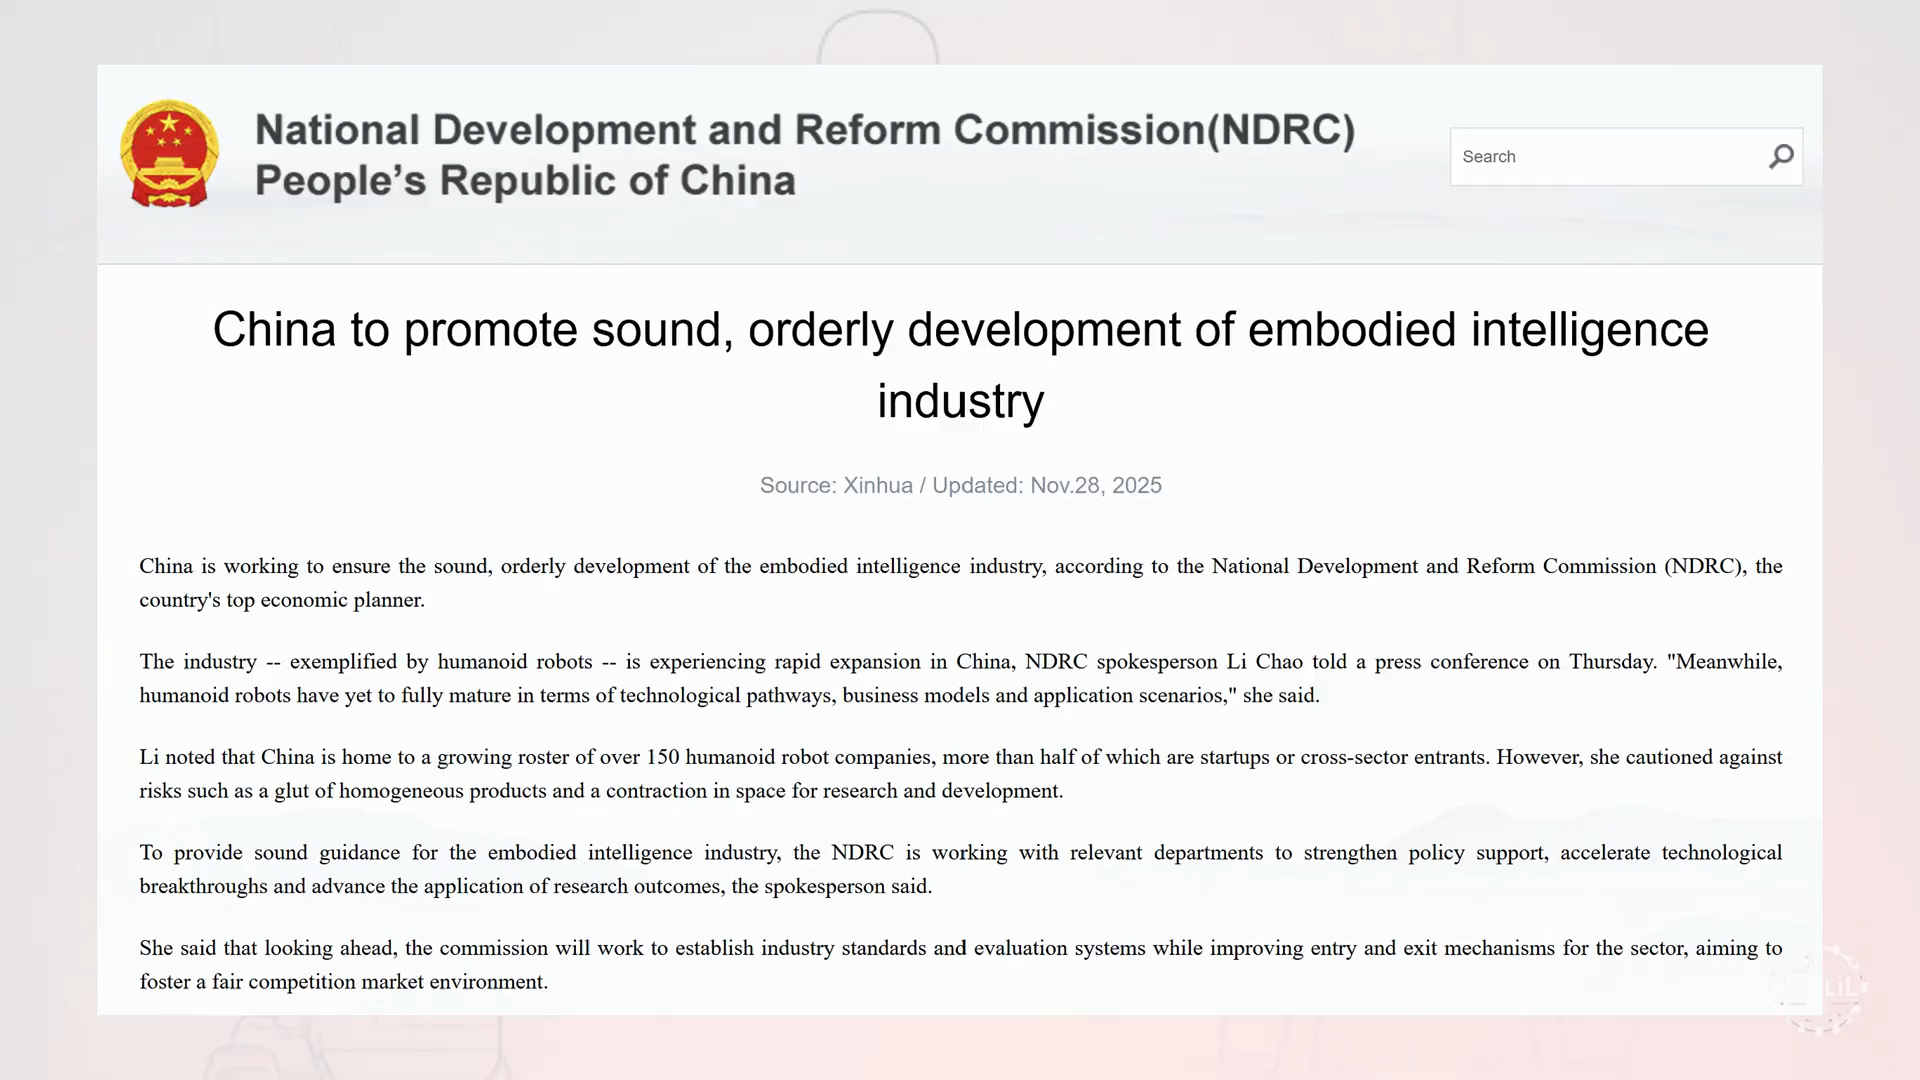 National Development and Reform Commission(NDRC)
People’s Republic of China
Search
China to promote sound, orderly development of embodied intelligence
industry
Source: Xinhua / Updated: Nov.28, 2025
China is working to ensure the sound, orderly development of the embodied intelligence industry, according to the National Development and Reform Commission (NDRC), the
country's top economic planner.
The industry -- exemplified by humanoid robots -- is experiencing rapid expansion in China, NDRC spokesperson Li Chao told a press conference on Thursday. "Meanwhile,
humanoid robots have yet to fully mature in terms of technological pathways, business models and application scenarios," she said.
Li noted that China is home to a growing roster of over 150 humanoid robot companies, more than half of which are startups or cross-sector entrants. However, she cautioned against
risks such as a glut of homogeneous products and a contraction in space for research and development.
To provide sound guidance for the embodied intelligence industry, the NDRC is working with relevant departments to strengthen policy support, accelerate technological
breakthroughs and advance the application of research outcomes, the spokesperson said.
She said that looking ahead, the commission will work to establish industry standards and evaluation systems while improving entry and exit mechanisms for the sector, aiming to
foster a fair competition market environment.